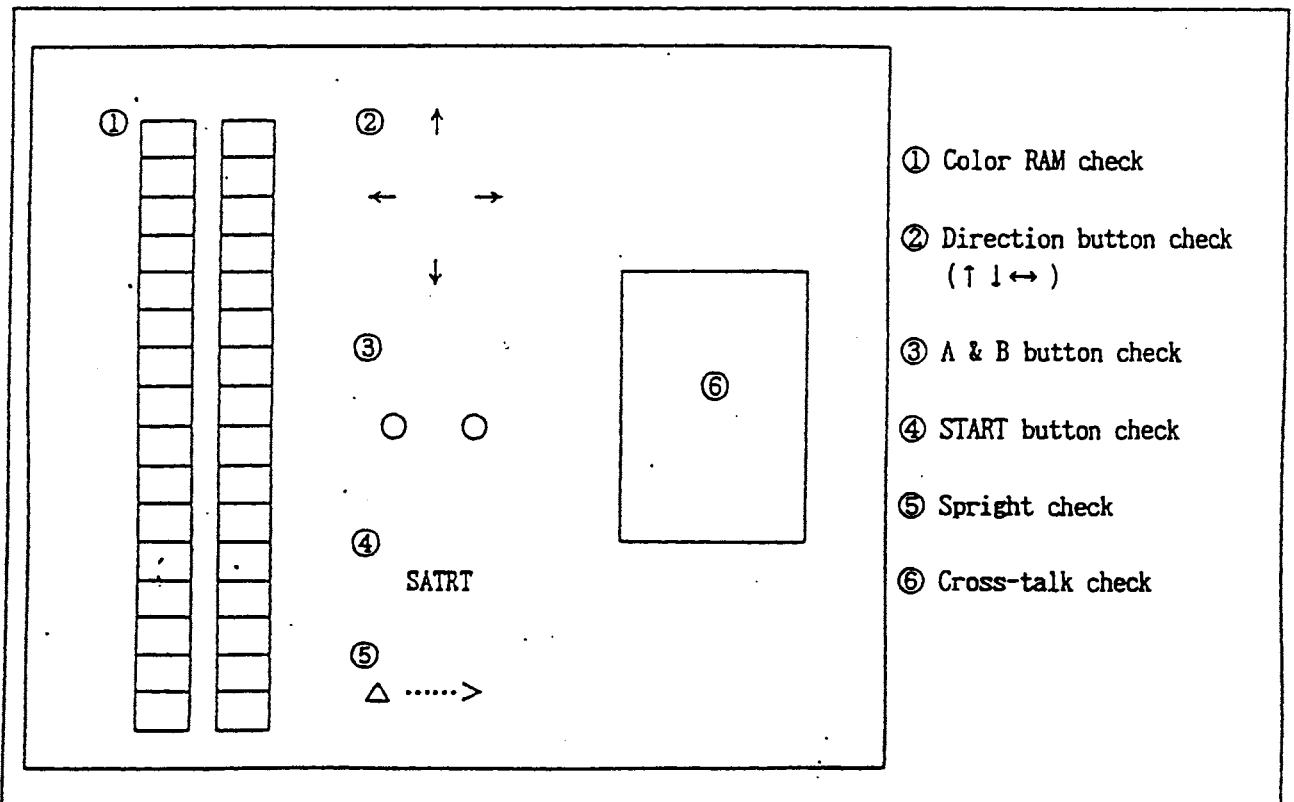 ①
② ↑
← →
↓
③
○ ○
④
SATRT
⑤
△ ······>
⑥
① Color RAM check
② Direction button check
(↑↓↔)
③ A & B button check
④ START button check
⑤ Spright check
⑥ Cross-talk check